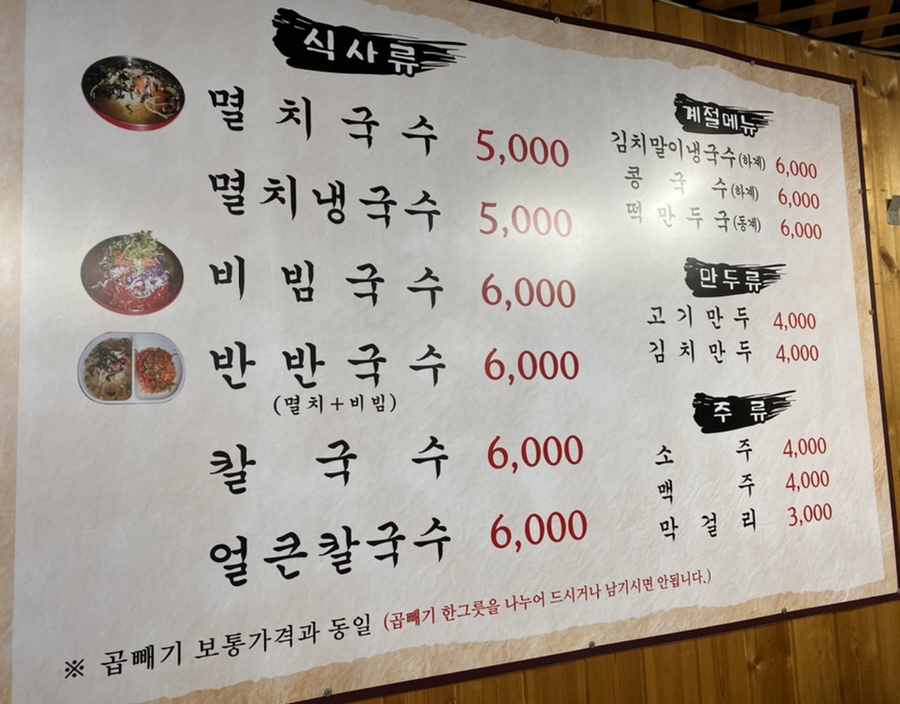 식사류
멸치국수 5,000
멸치냉국수 5,000
비빔국수 6,000
반반국수 6,000
(멸치+비빔)
칼국수 6,000
얼큰칼국수 6,000
계절메뉴
김치말이냉국수(하계) 6,000
콩국수(하계) 6,000
떡만두국(동계) 6,000
만두류
고기만두 4,000
김치만두 4,000
주류
소주 4,000
맥주 4,000
막걸리 3,000
※ 곱빼기 보통가격과 동일 (곱빼기 한그릇을 나누어 드시거나 남기시면 안됩니다.)